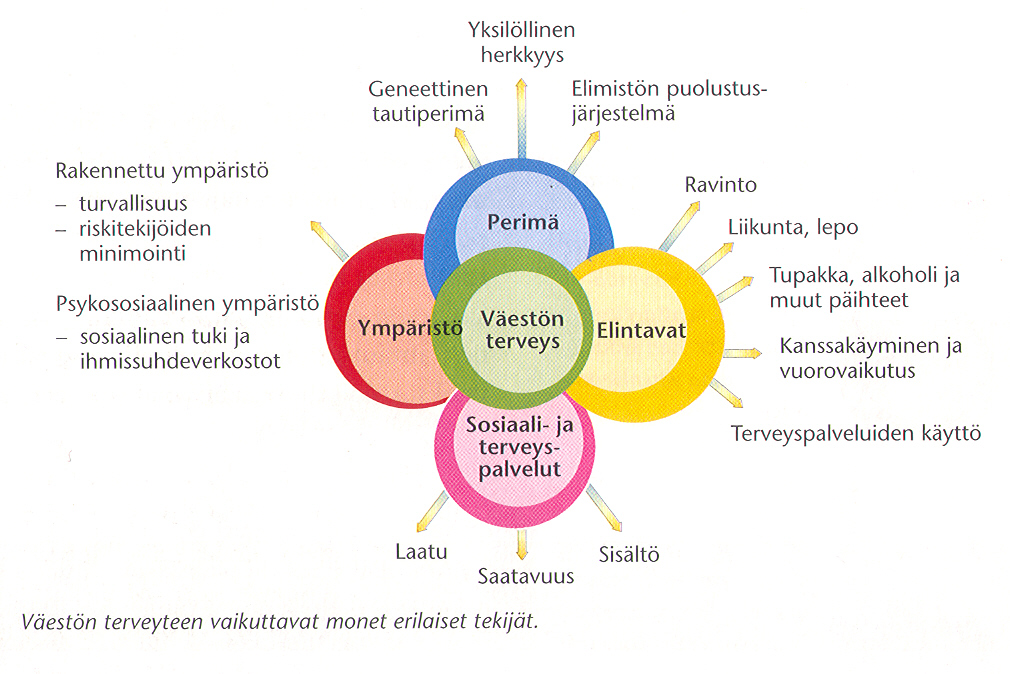 Yksilöllinen
herkkyys
Geneettinen
tautiperimä
Elimistön puolustus-
järjestelmä
Rakennettu ympäristö
– turvallisuus
– riskitekijöiden
minimointi
Psykososiaalinen ympäristö
– sosiaalinen tuki ja
ihmissuhdeverkostot
Perimä
Ympäristö
Väestön
terveys
Elintavat
Sosiaali- ja
terveys-
palvelut
Ravinto
Liikunta, lepo
Tupakka, alkoholi ja
muut päihteet
Kanssakäyminen ja
vuorovaikutus
Terveyspalveluiden käyttö
Laatu
Saatavuus
Sisältö
Väestön terveyteen vaikuttavat monet erilaiset tekijät.